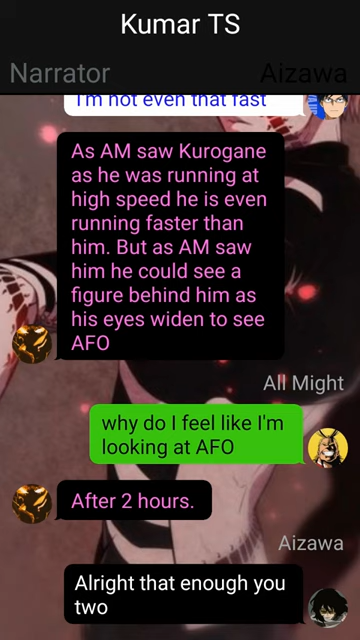 Kumar TS
Narrator
Aizawa
I'm not even that fast
As AM saw Kurogane
as he was running at
high speed he is even
running faster than
him. But as AM saw
him he could see a
figure behind him as
his eyes widen to see
AFO
All Might
why do I feel like I'm
looking at AFO
After 2 hours.
Aizawa
Alright that enough you
two